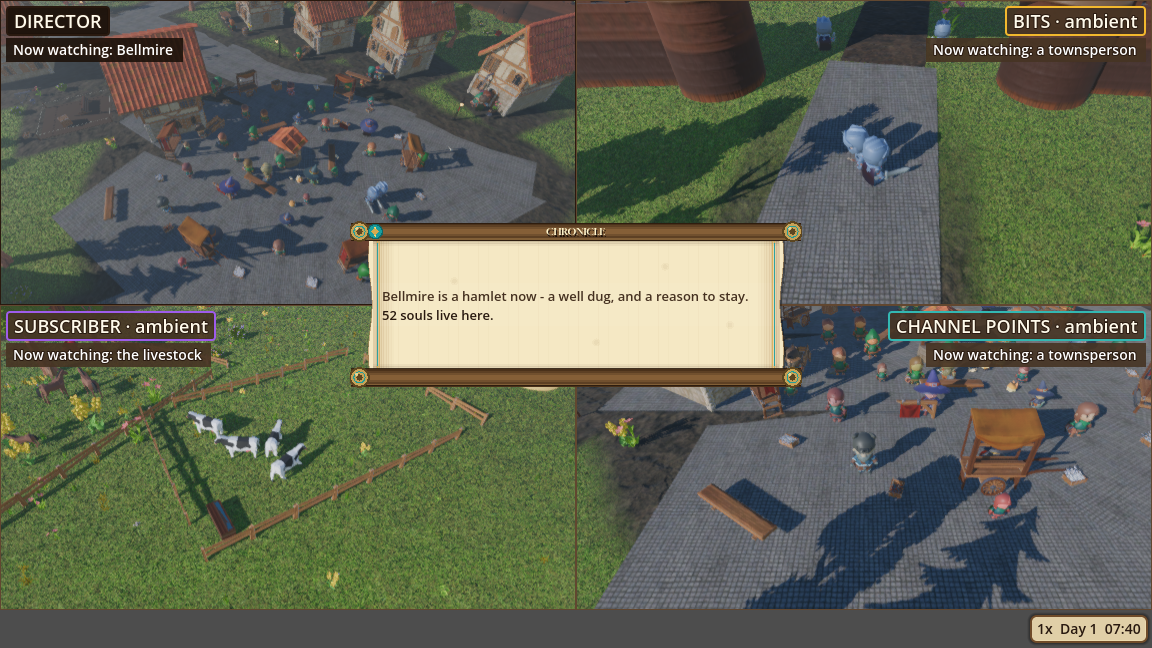 DIRECTOR
Now watching: Bellmire
BITS · ambient
Now watching: a townsperson
CHRONICLE
Bellmire is a hamlet now - a well dug, and a reason to stay.
52 souls live here.
SUBSCRIBER · ambient
Now watching: the livestock
CHANNEL POINTS · ambient
Now watching: a townsperson
1x Day 1 07:40